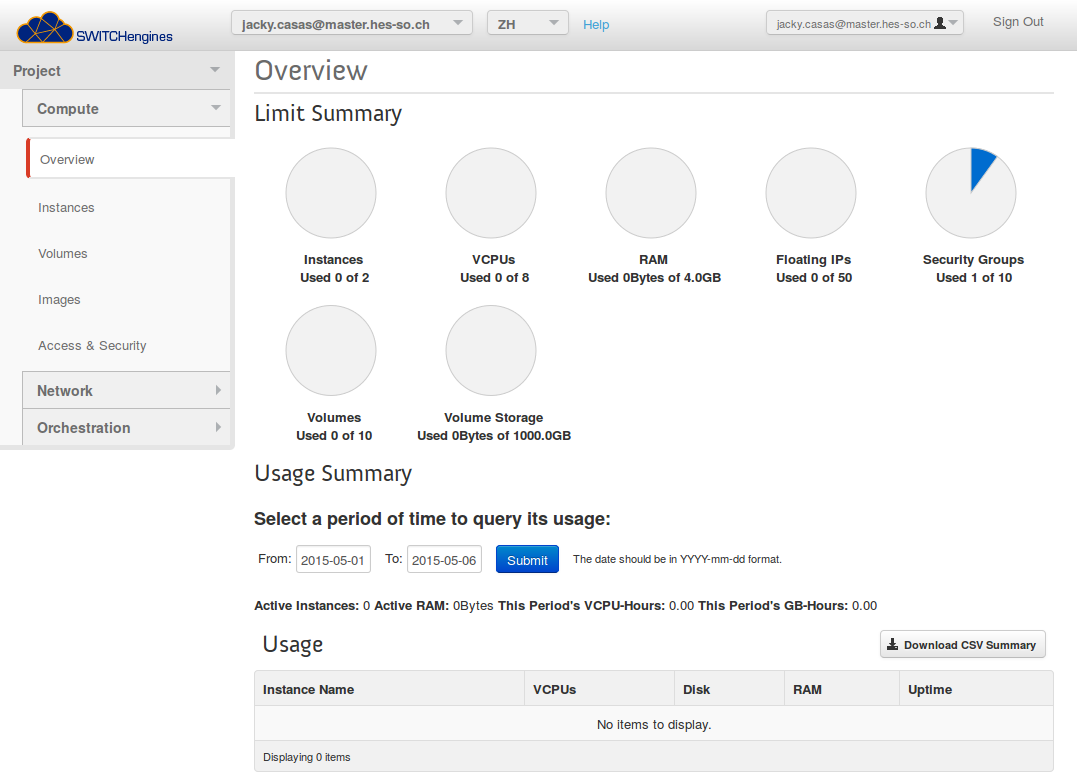 SWITCHengines
jacky.casas@master.hes-so.ch
ZH
Help
jacky.casas@master.hes-so.ch
Sign Out
Project
Compute
Overview
Instances
Volumes
Images
Access & Security
Network
Orchestration
Overview
Limit Summary
Instances
Used 0 of 2
VCPUs
Used 0 of 8
RAM
Used 0Bytes of 4.0GB
Floating IPs
Used 0 of 50
Security Groups
Used 1 of 10
Volumes
Used 0 of 10
Volume Storage
Used 0Bytes of 1000.0GB
Usage Summary
Select a period of time to query its usage:
From: 2015-05-01 To: 2015-05-06 Submit The date should be in YYYY-mm-dd format.
Active Instances: 0 Active RAM: 0Bytes This Period's VCPU-Hours: 0.00 This Period's GB-Hours: 0.00
Usage
Download CSV Summary
Instance Name VCPUs Disk RAM Uptime
No items to display.
Displaying 0 items